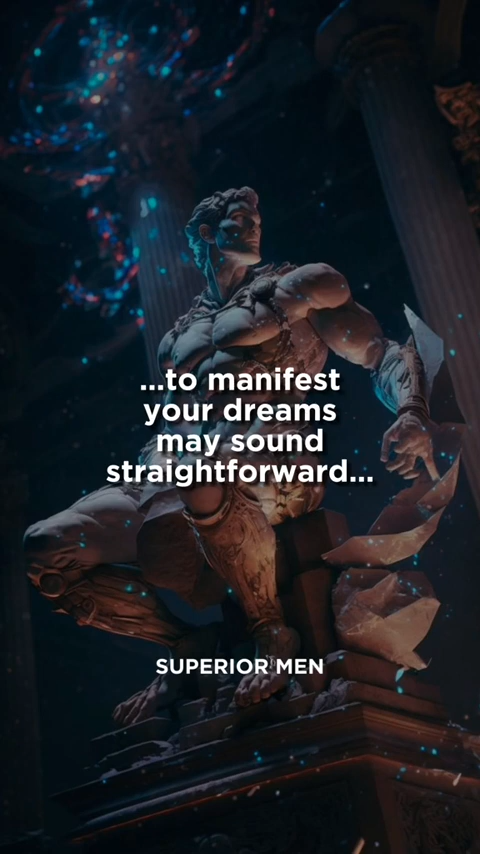 ...to manifest
your dreams
may sound
straightforward...
SUPERIOR MEN